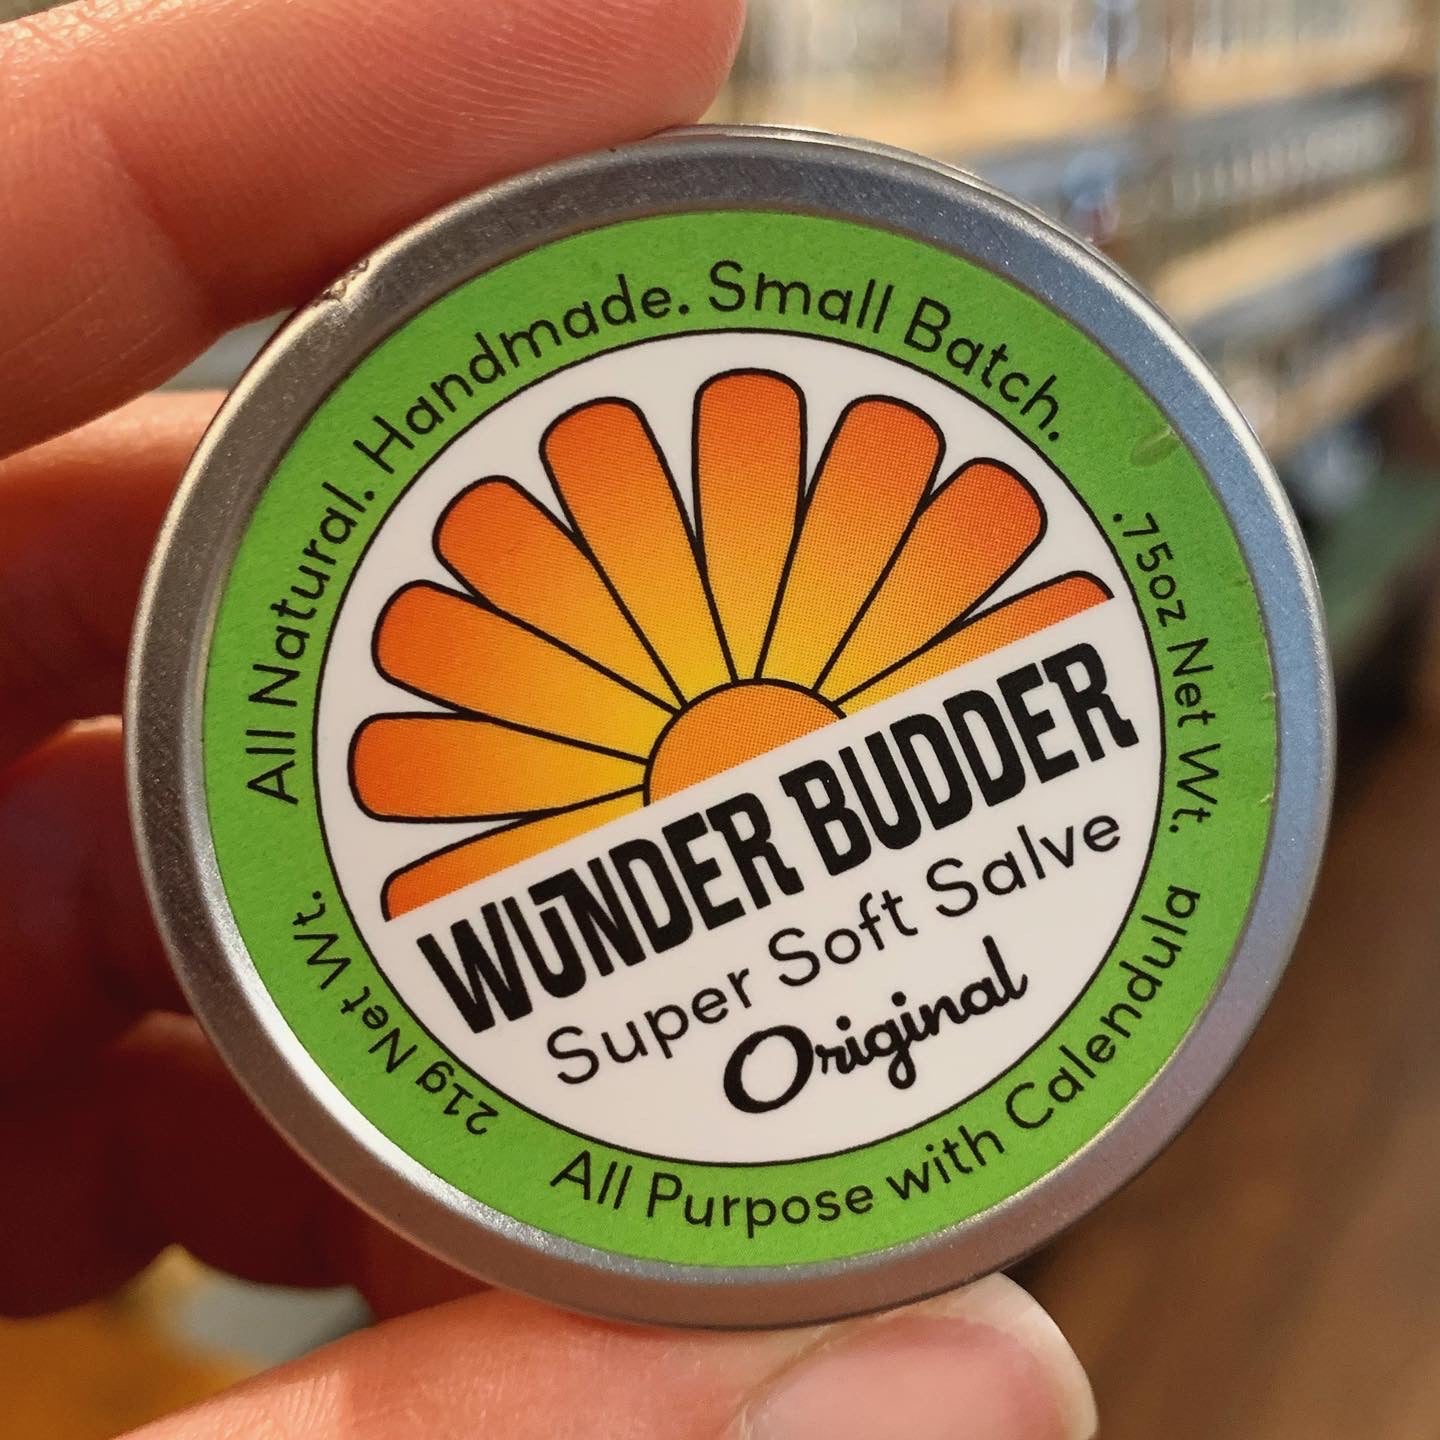 All Natural. Handmade. Small Batch.
.75oz Net Wt.
WUNDER BUDDER
Super Soft Salve
Original
21g Net Wt.
All Purpose with Calendula